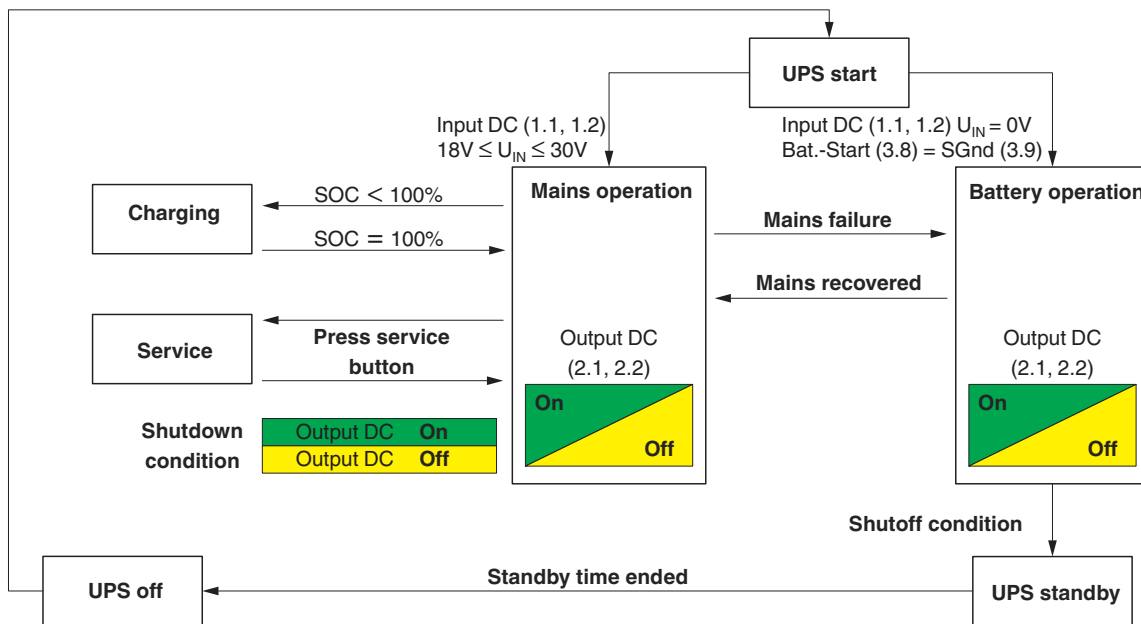 UPS start
Input DC (1.1, 1.2)
18V ≤ U_IN ≤ 30V
Input DC (1.1, 1.2) U_IN = 0V
Bat.-Start (3.8) = SGnd (3.9)
Charging
SOC < 100%
SOC = 100%
Mains operation
Mains failure
Mains recovered
Battery operation
Service
Press service
button
Output DC
(2.1, 2.2)
On
Off
Output DC
(2.1, 2.2)
On
Off
Shutdown
condition
Output DC On
Output DC Off
Shutoff condition
UPS off
Standby time ended
UPS standby